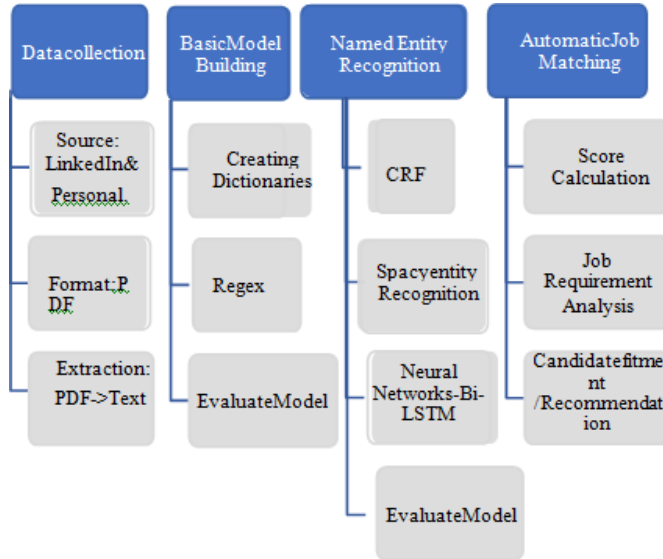 Datacollection
Source:
LinkedIn&
Personal.
Format:P
DF
Extraction:
PDF->Text
BasicModel
Building
Creating
Dictionaries
Regex
EvaluateModel
Named Entity
Recognition
CRF
Spacyentity
Recognition
Neural
Networks-Bi-
LSTM
EvaluateModel
AutomaticJob
Matching
Score
Calculation
Job
Requirement
Analysis
Candidatefitme
nt
/Recommendat
ion